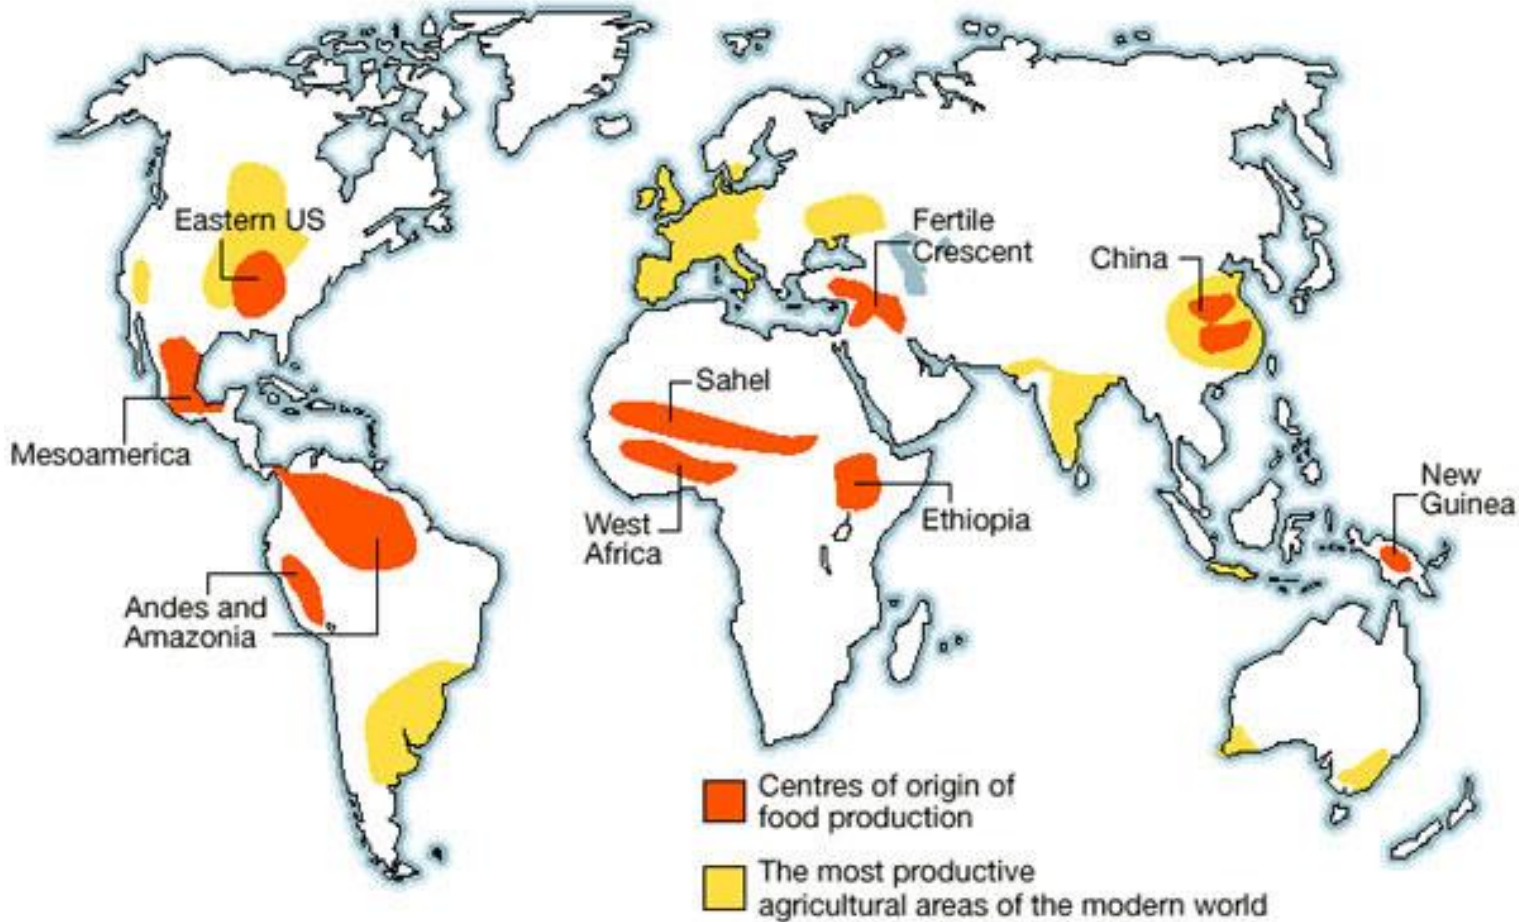 Eastern US
Fertile
Crescent
China
Sahel
Mesoamerica
New
Guinea
West
Africa
Ethiopia
Andes and
Amazonia
Centres of origin of
food production
The most productive
agricultural areas of the modern world